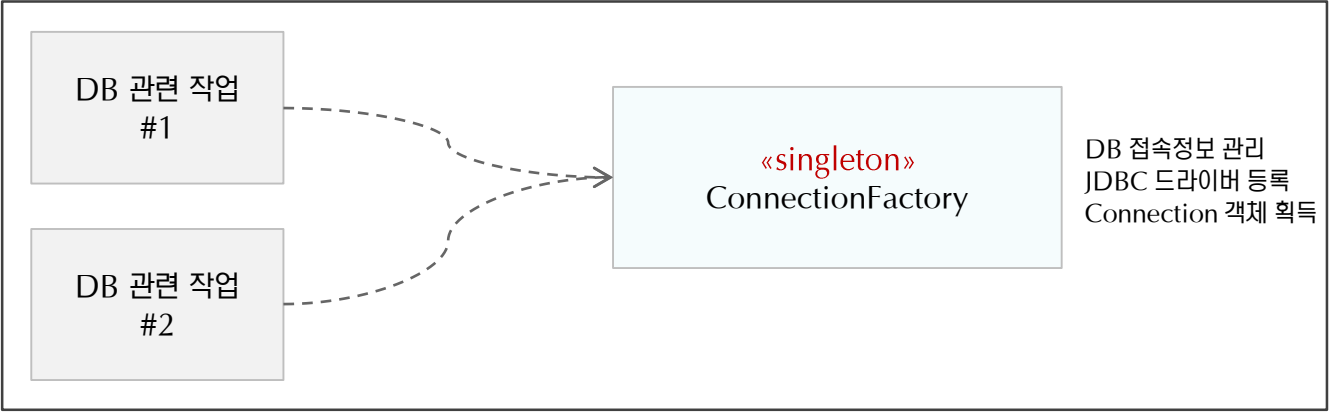 DB 관련 작업
#1
DB 관련 작업
#2
«singleton»
ConnectionFactory
DB 접속정보 관리
JDBC 드라이버 등록
Connection 객체 획득